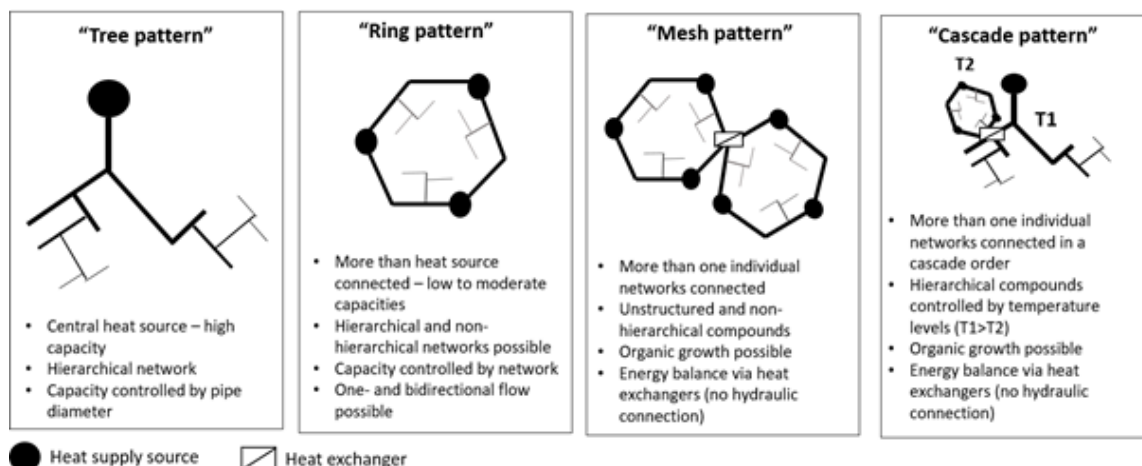 “Tree pattern”
• Central heat source – high
capacity
• Hierarchical network
• Capacity controlled by pipe
diameter
“Ring pattern”
• More than heat source
connected – low to moderate
capacities
• Hierarchical and non-
hierarchical networks possible
• Capacity controlled by network
• One- and bidirectional flow
possible
“Mesh pattern”
• More than one individual
networks connected
• Unstructured and non-
hierarchical compounds
• Organic growth possible
• Energy balance via heat
exchangers (no hydraulic
connection)
“Cascade pattern”
T2
T1
• More than one individual
networks connected in a
cascade order
• Hierarchical compounds
controlled by temperature
levels (T1>T2)
• Organic growth possible
• Energy balance via heat
exchangers (no hydraulic
connection)
Heat supply source
Heat exchanger